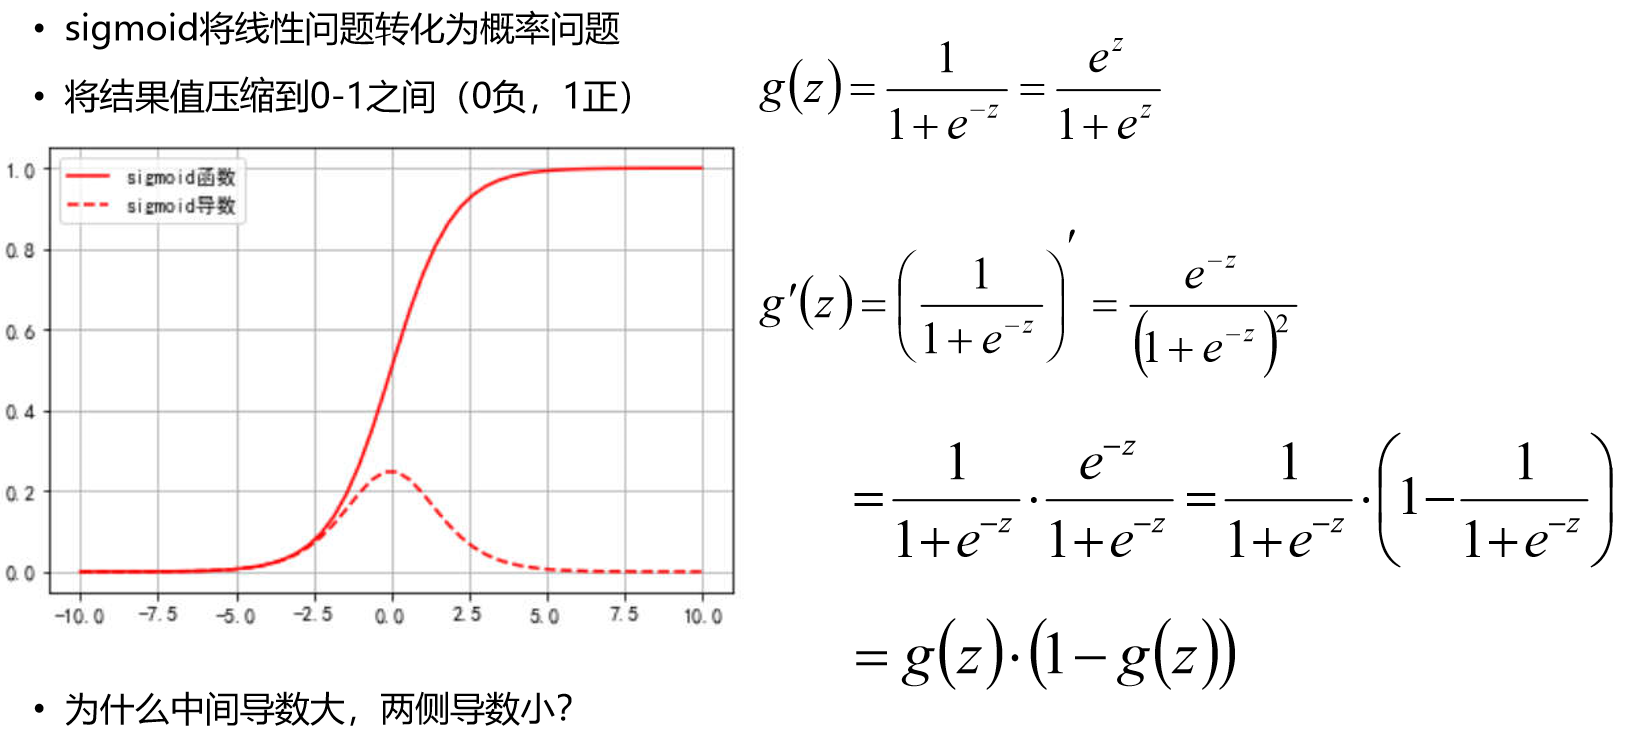 • sigmoid将线性问题转化为概率问题
• 将结果值压缩到0-1之间（0负，1正）
g(z) = \frac{1}{1+e^{-z}} = \frac{e^{z}}{1+e^{z}}
1.0
sigmoid函数
sigmoid导数
0.8
0.6
0.4
0.2
0.0
-10.0 -7.5 -5.0 -2.5 0.0 2.5 5.0 7.5 10.0
g'(z) = \left(\frac{1}{1+e^{-z}}\right)' = \frac{e^{-z}}{(1+e^{-z})^{2}}
= \frac{1}{1+e^{-z}} \cdot \frac{e^{-z}}{1+e^{-z}} = \frac{1}{1+e^{-z}} \cdot \left(1-\frac{1}{1+e^{-z}}\right)
= g(z) \cdot (1-g(z))
• 为什么中间导数大，两侧导数小？